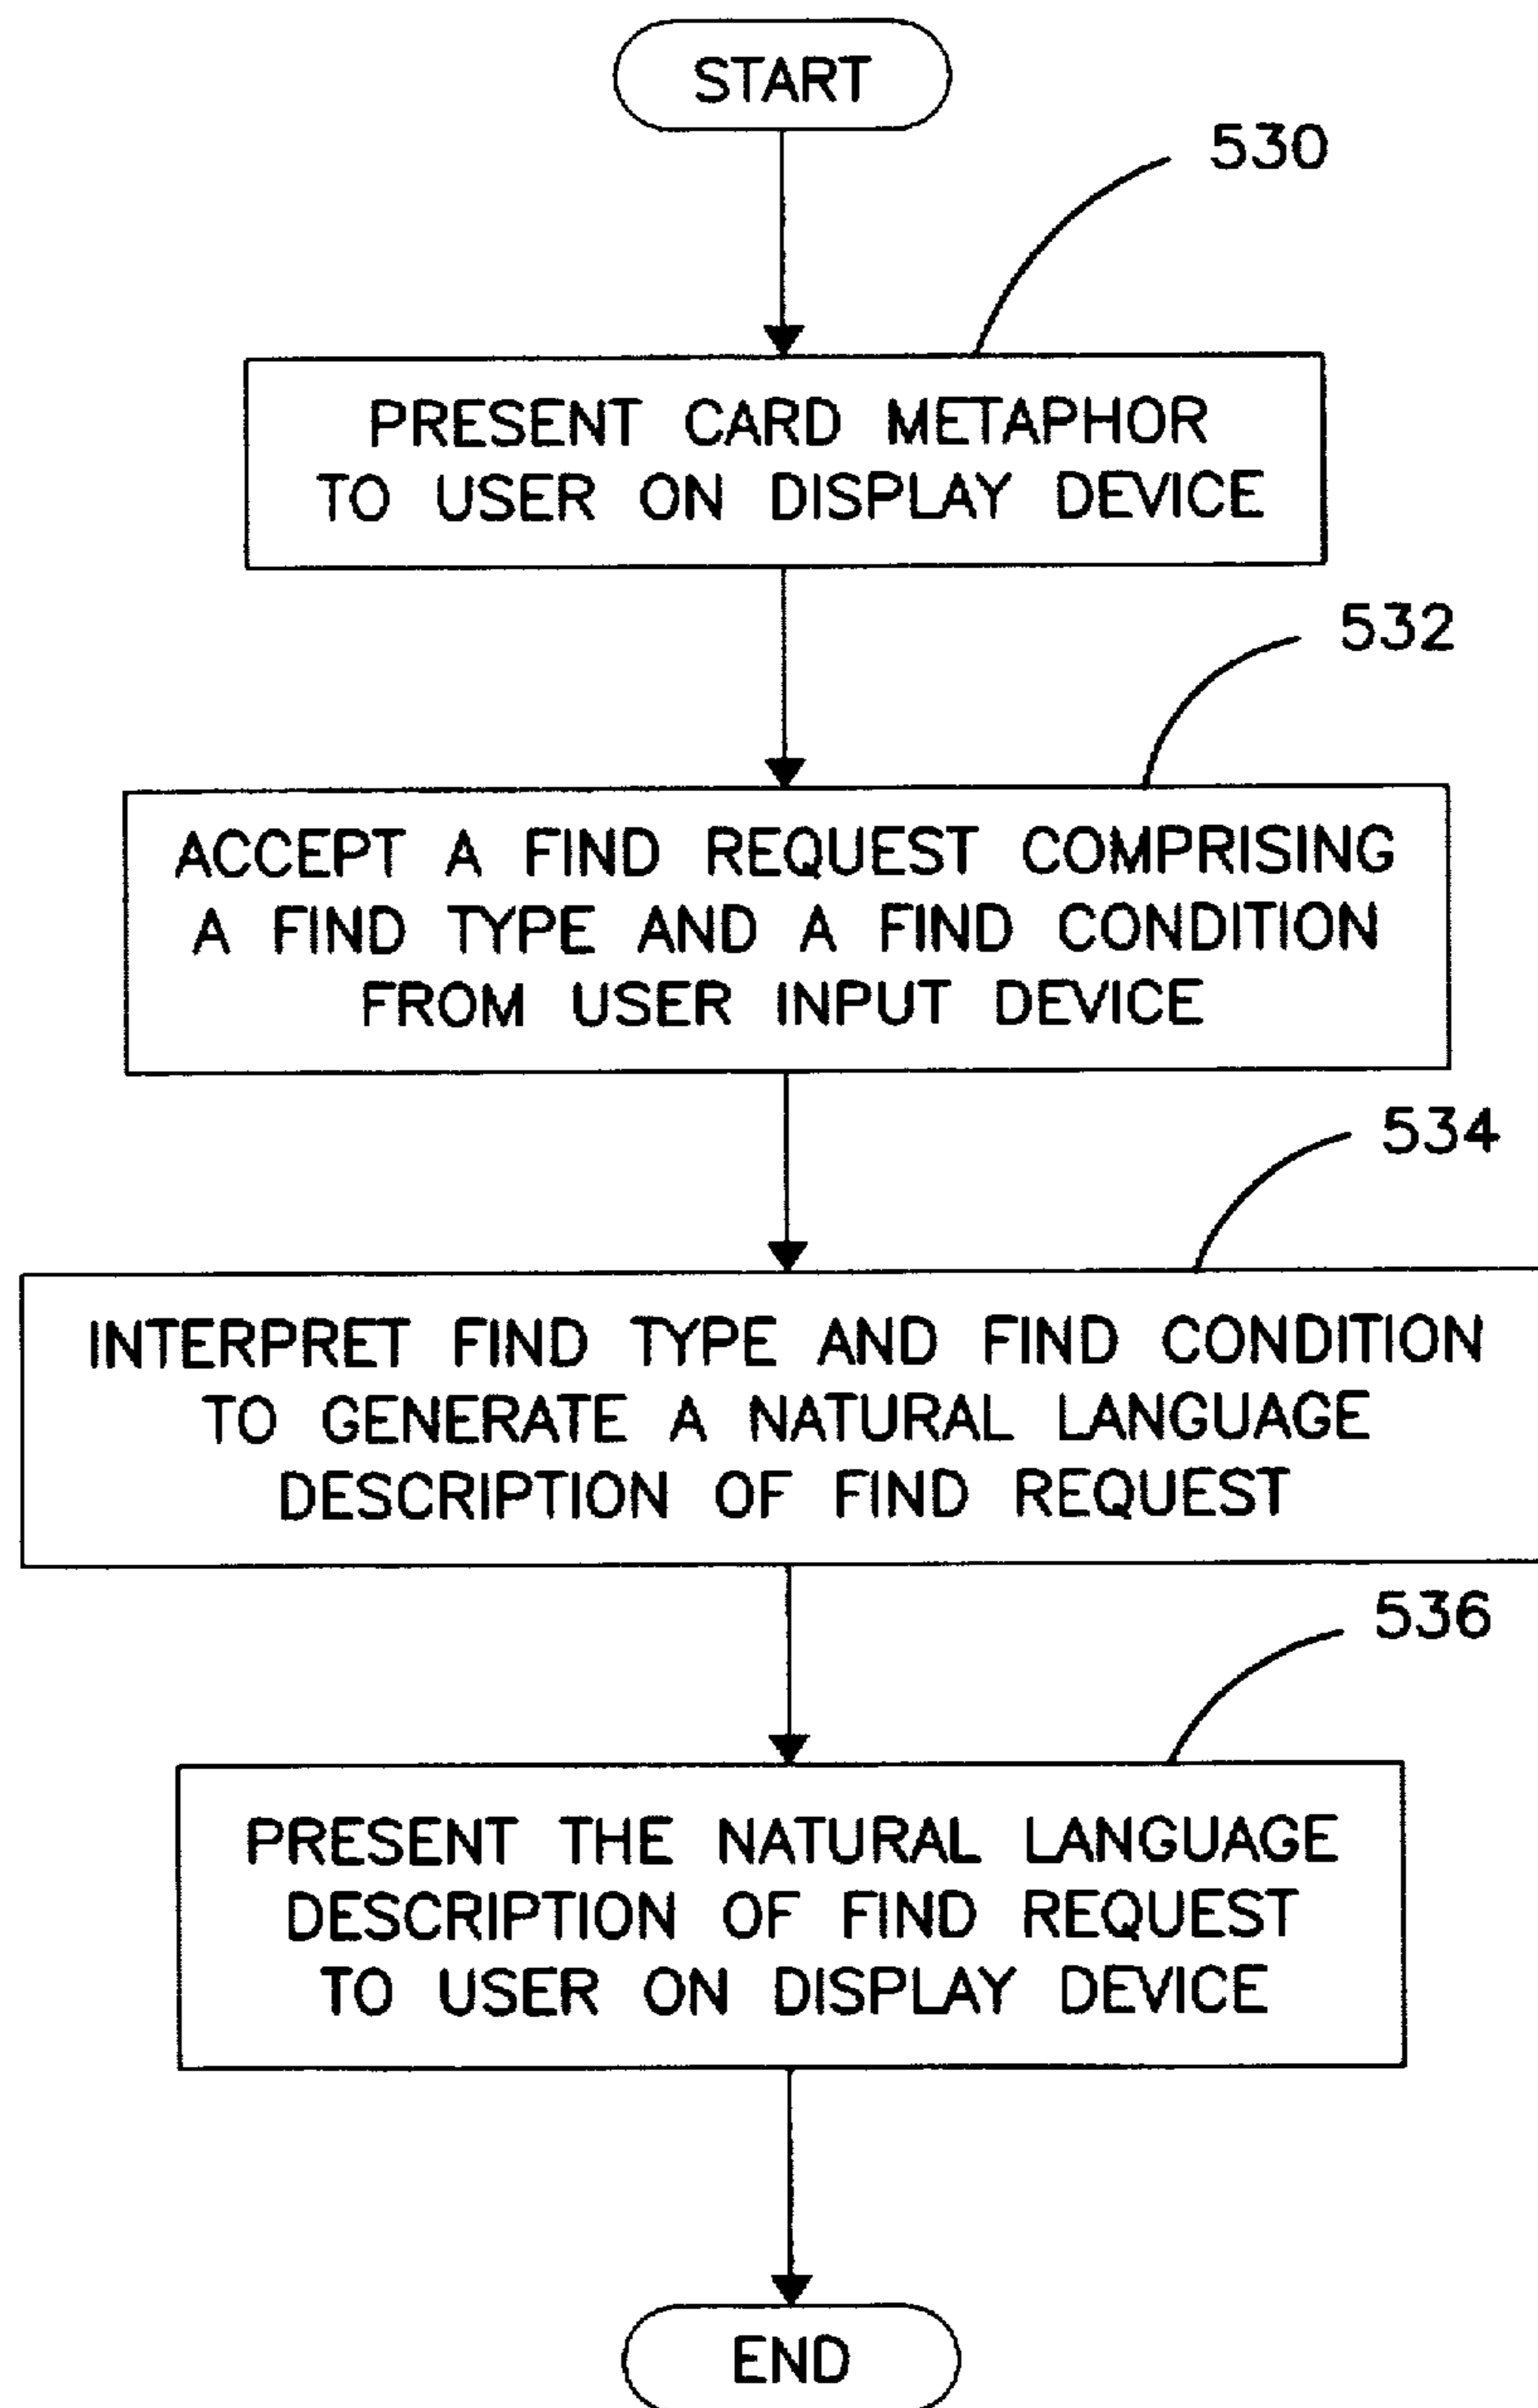 START
530
PRESENT CARD METAPHOR
TO USER ON DISPLAY DEVICE
532
ACCEPT A FIND REQUEST COMPRISING
A FIND TYPE AND A FIND CONDITION
FROM USER INPUT DEVICE
534
INTERPRET FIND TYPE AND FIND CONDITION
TO GENERATE A NATURAL LANGUAGE
DESCRIPTION OF FIND REQUEST
536
PRESENT THE NATURAL LANGUAGE
DESCRIPTION OF FIND REQUEST
TO USER ON DISPLAY DEVICE
END